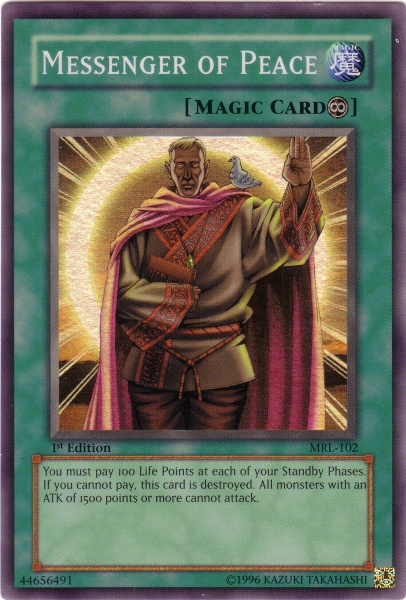 MESSENGER OF PEACE
MAGIC
魔
[MAGIC CARD♾]
1st Edition
MRL-102
You must pay 100 Life Points at each of your Standby Phases.
If you cannot pay, this card is destroyed. All monsters with an
ATK of 1500 points or more cannot attack.
44656491
©1996 KAZUKI TAKAHASHI